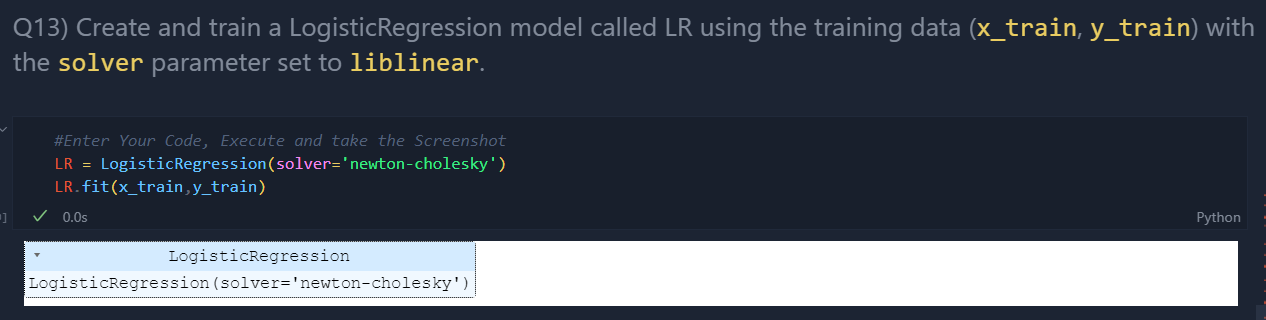 Q13) Create and train a LogisticRegression model called LR using the training data (x_train, y_train) with
the solver parameter set to liblinear.
#Enter Your Code, Execute and take the Screenshot
LR = LogisticRegression(solver='newton-cholesky')
LR.fit(x_train,y_train)
0.0s
Python
LogisticRegression
LogisticRegression(solver='newton-cholesky')